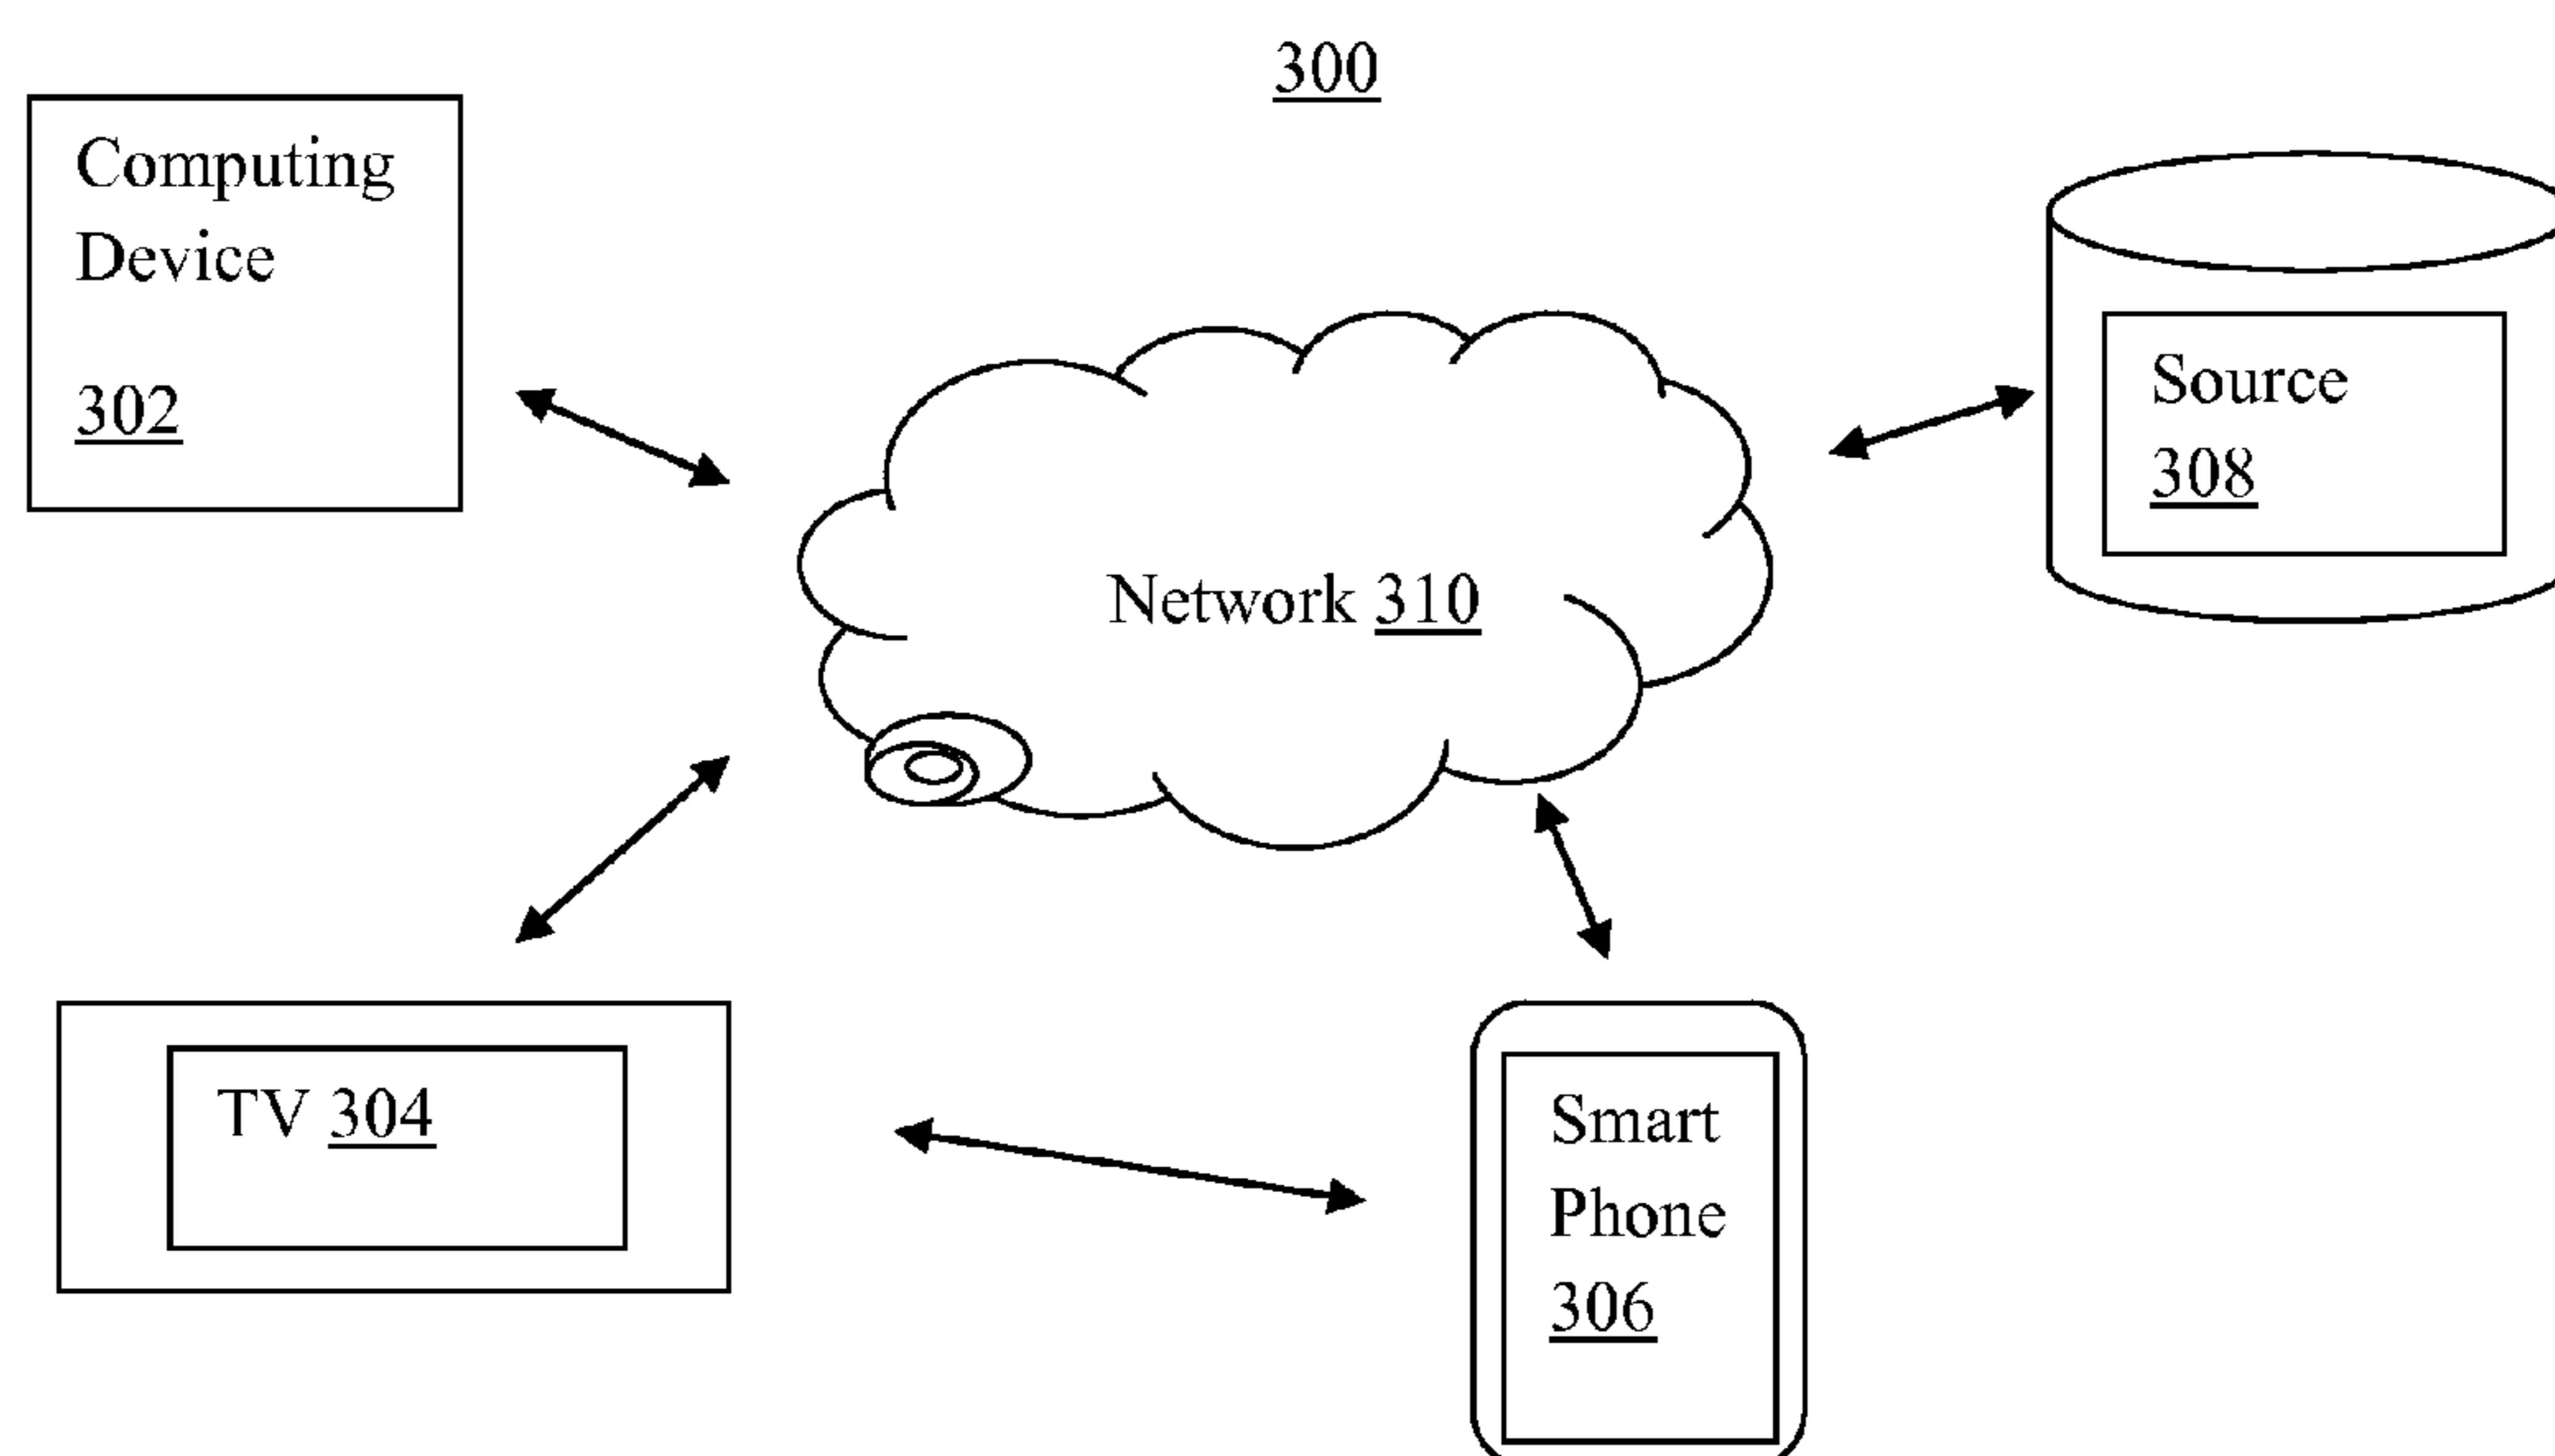 300
Computing
Device
302
Source
308
Network 310
TV 304
Smart
Phone
306